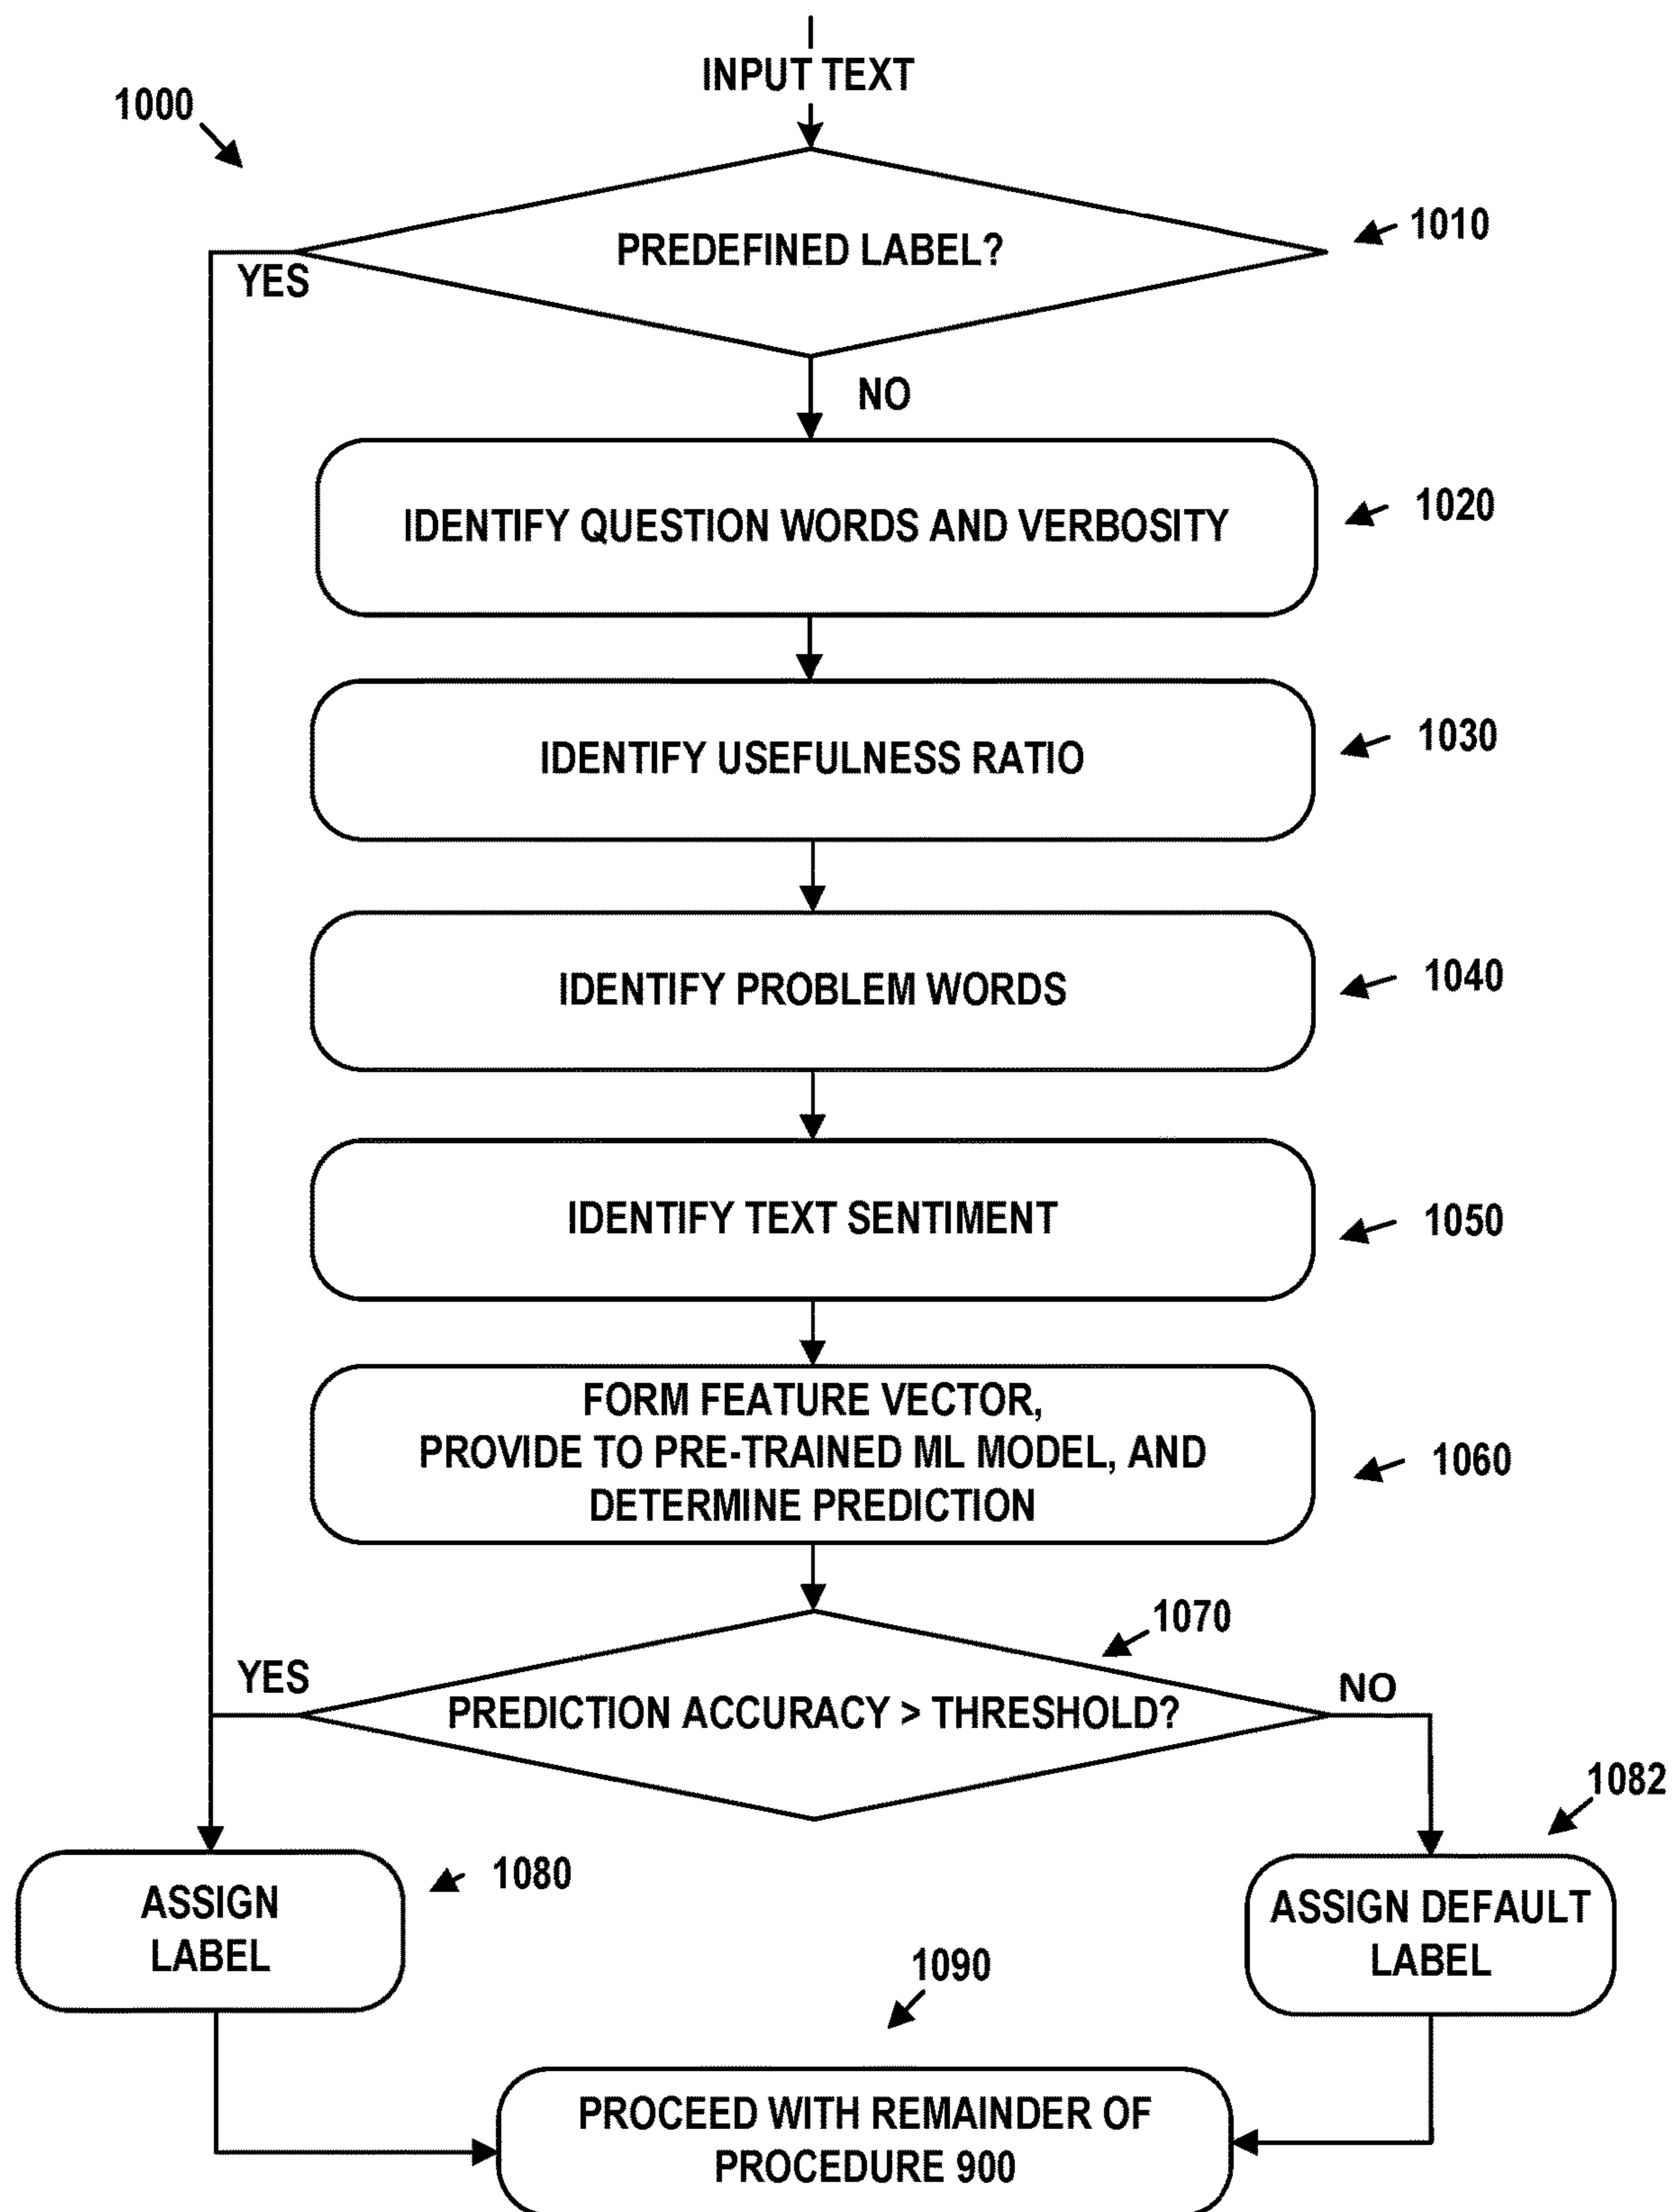 INPUT TEXT
1000
PREDEFINED LABEL?
1010
YES
NO
IDENTIFY QUESTION WORDS AND VERBOSITY
1020
IDENTIFY USEFULNESS RATIO
1030
IDENTIFY PROBLEM WORDS
1040
IDENTIFY TEXT SENTIMENT
1050
FORM FEATURE VECTOR,
PROVIDE TO PRE-TRAINED ML MODEL, AND
DETERMINE PREDICTION
1060
1070
YES
PREDICTION ACCURACY > THRESHOLD?
NO
1082
1080
ASSIGN
LABEL
ASSIGN DEFAULT
LABEL
1090
PROCEED WITH REMAINDER OF
PROCEDURE 900